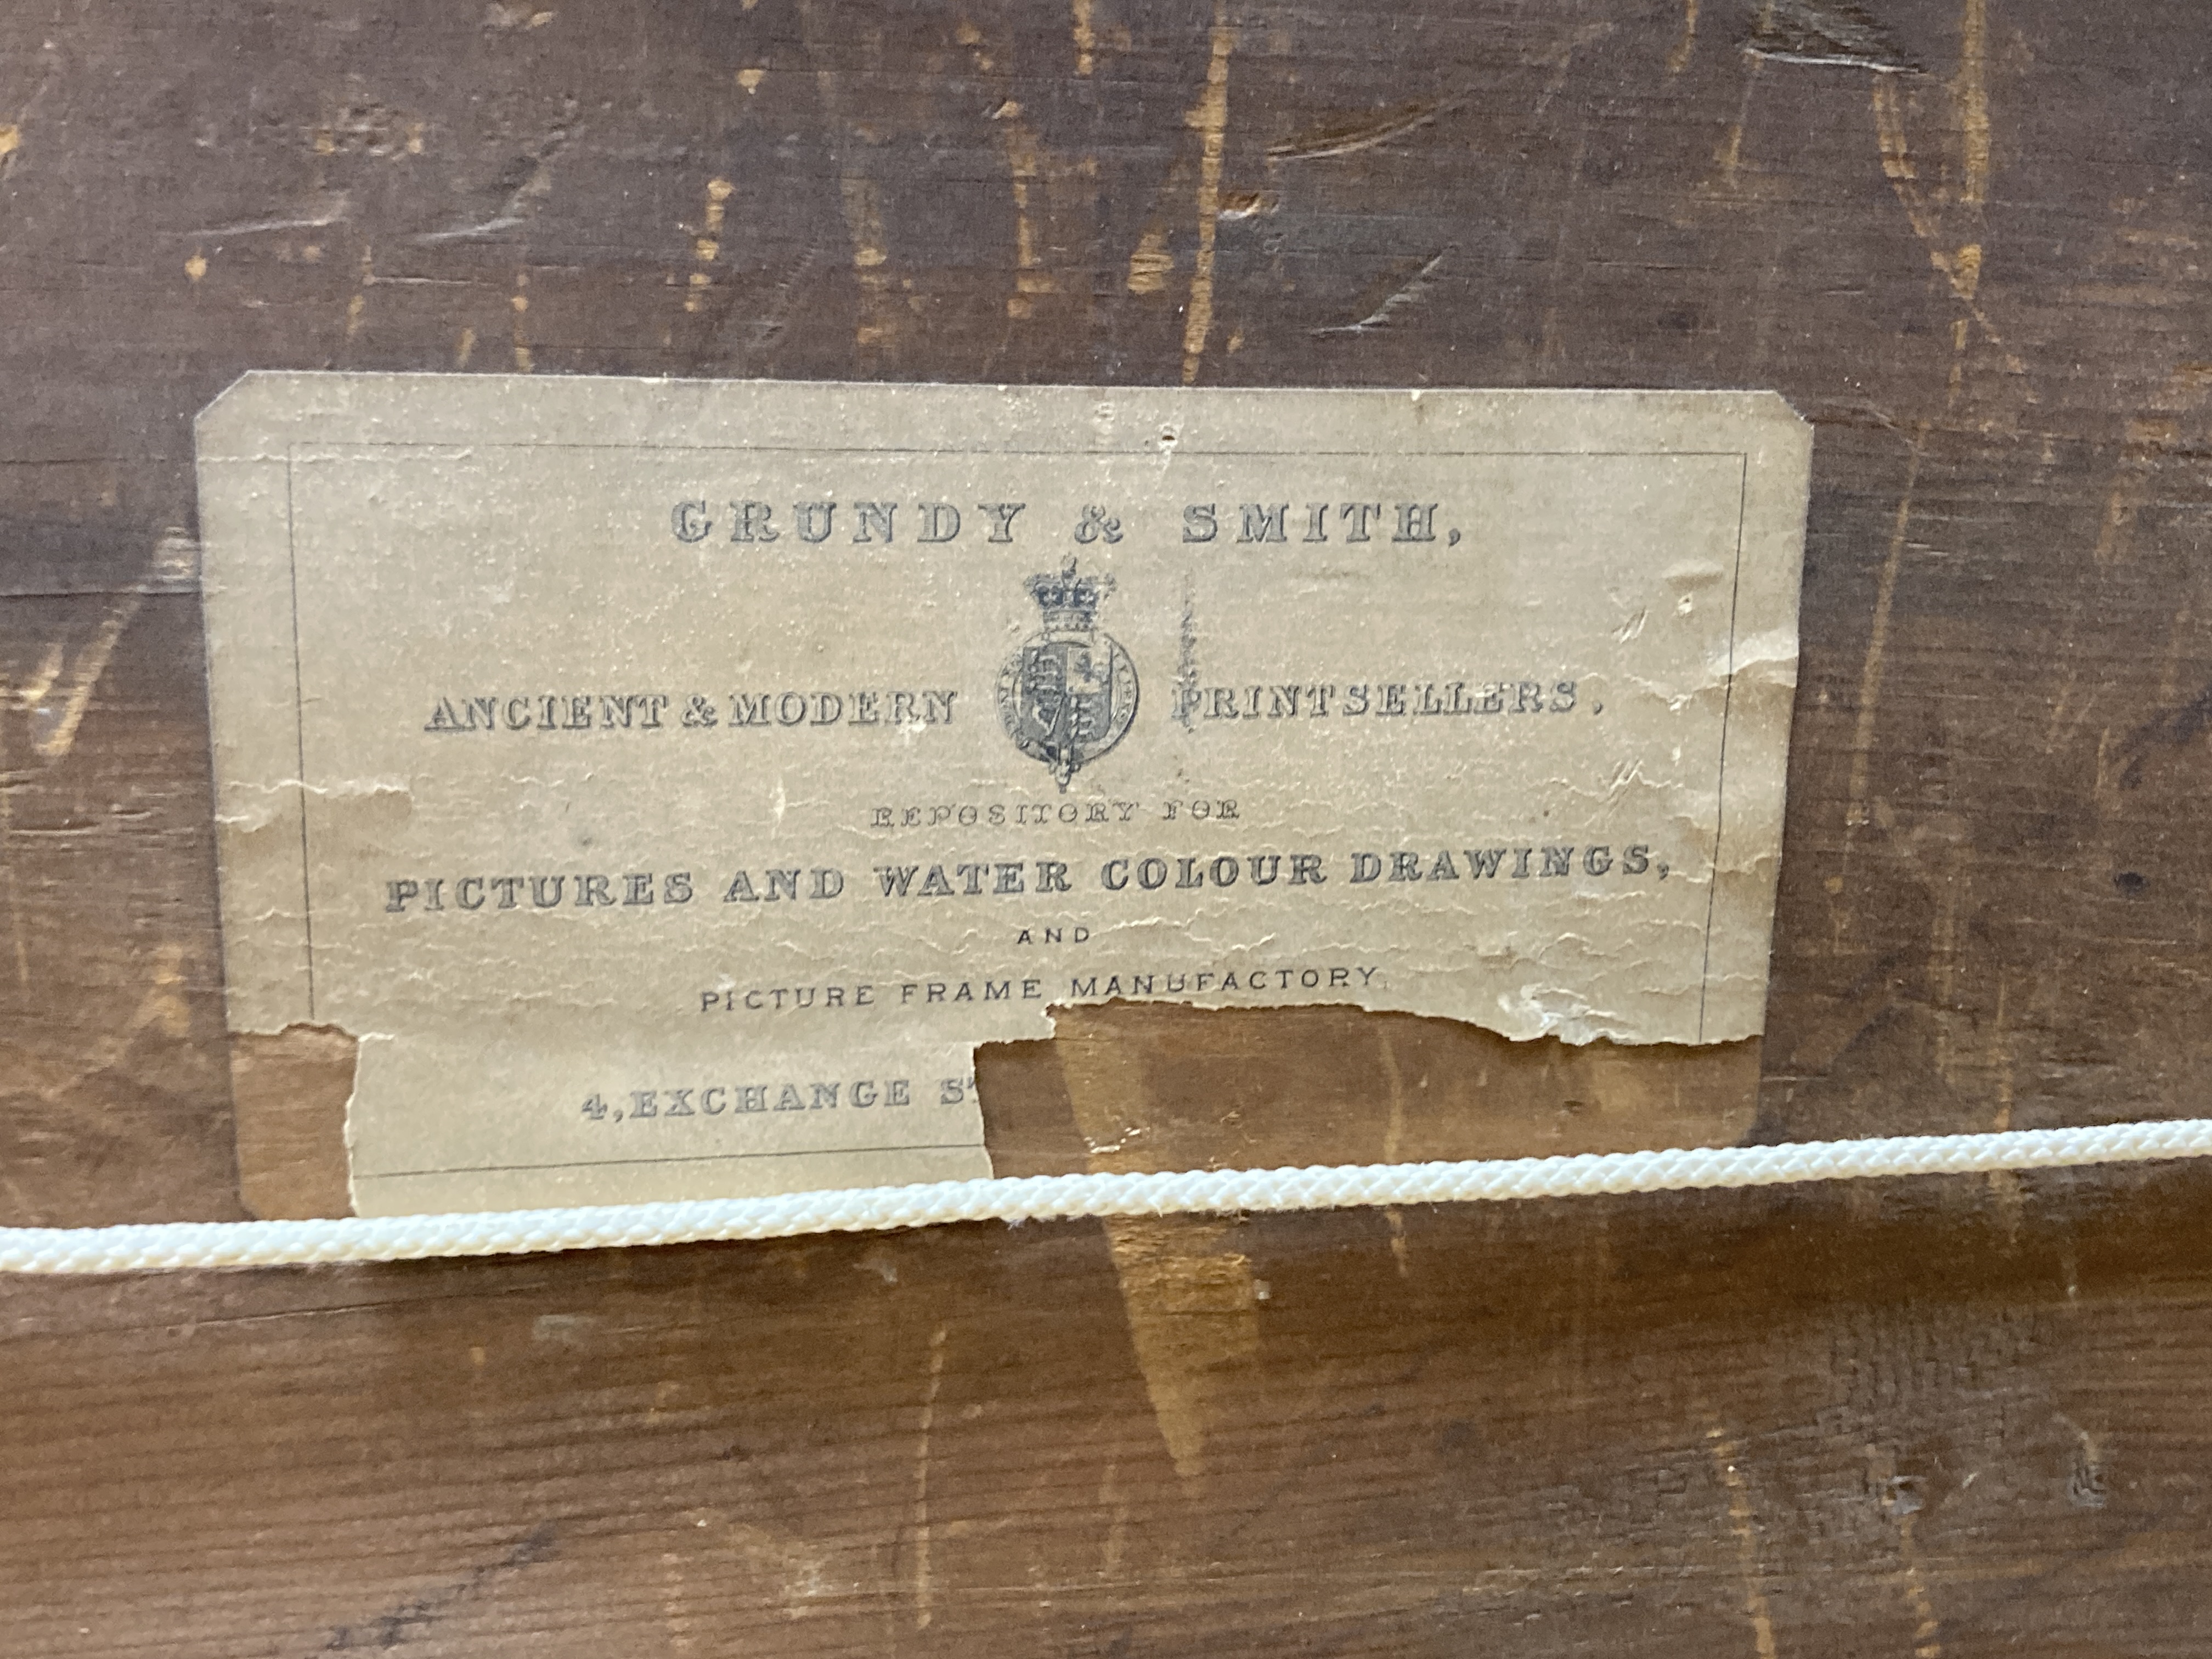 GRUNDY & SMITH,
ANCIENT & MODERN PRINTSELLERS.
REPOSITORY FOR
PICTURES AND WATER COLOUR DRAWINGS,
AND
PICTURE FRAME MANUFACTORY,
4, EXCHANGE